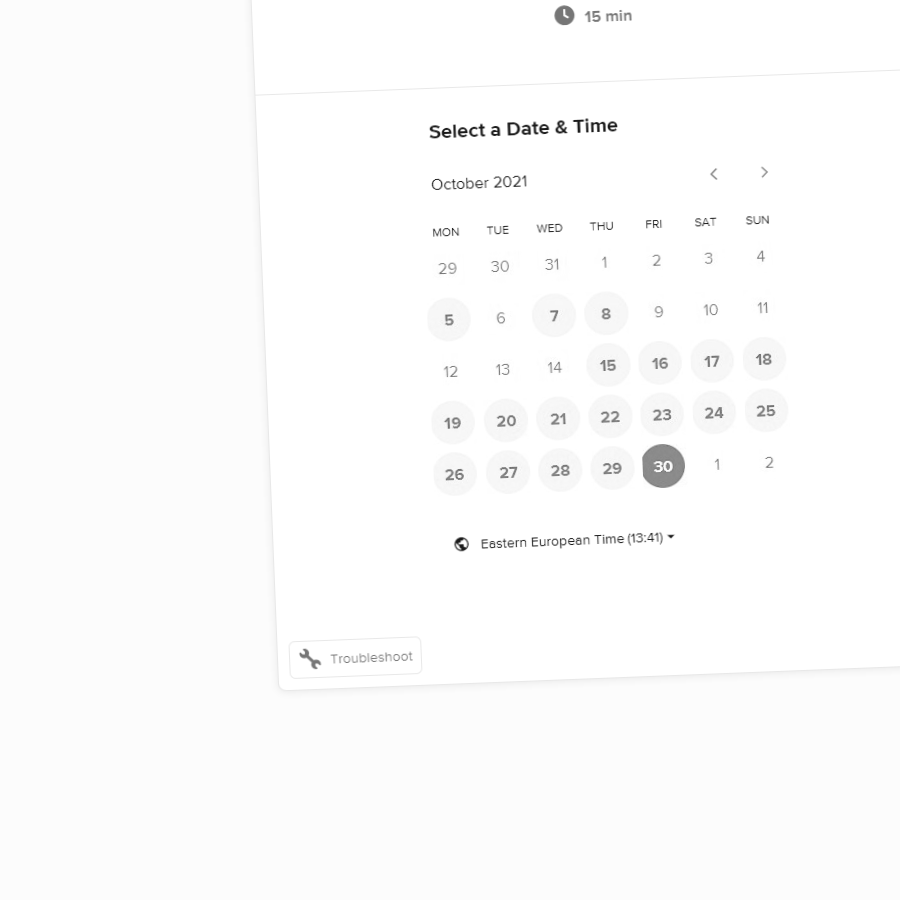 15 min
Select a Date & Time
October 2021
MON TUE WED THU FRI SAT SUN
29 30 31 1 2 3 4
5 6 7 8 9 10 11
12 13 14 15 16 17 18
19 20 21 22 23 24 25
26 27 28 29 30 1 2
Eastern European Time (13:41)
Troubleshoot